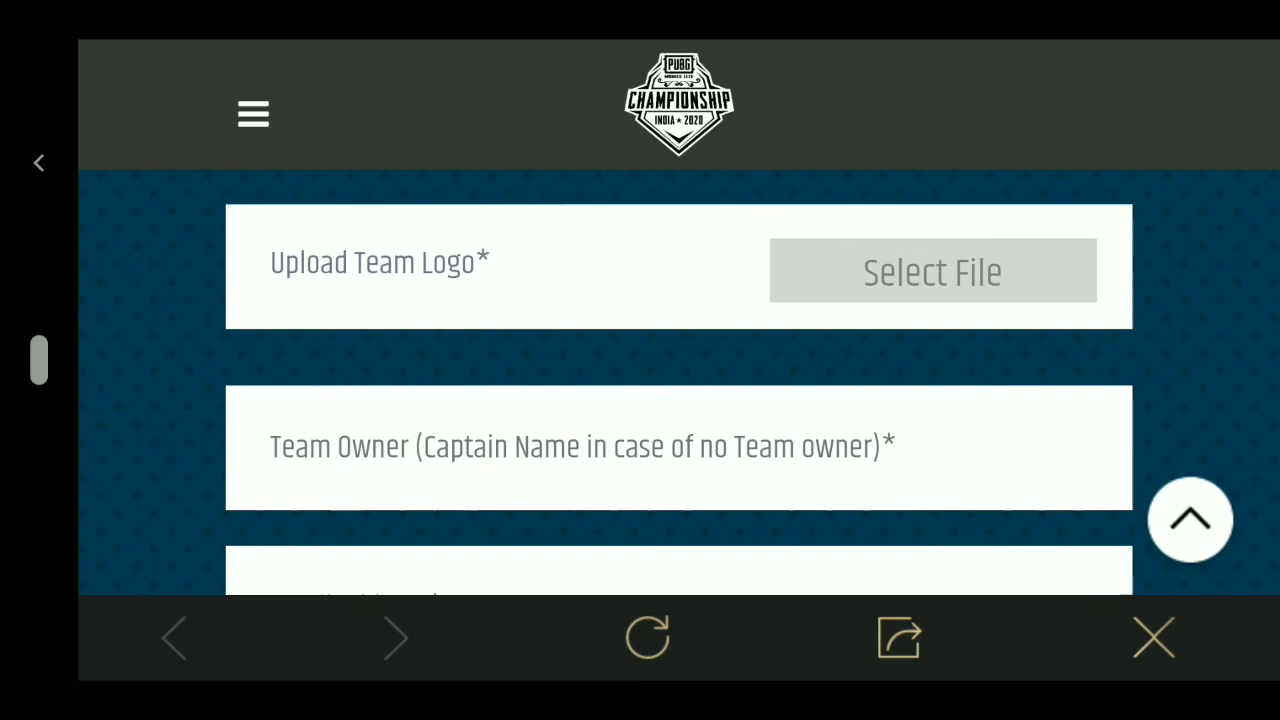 PUBG
MOBILE LITE
CHAMPIONSHIP
INDIA ★ 2020
Upload Team Logo*
Select File
Team Owner (Captain Name in case of no Team owner)*